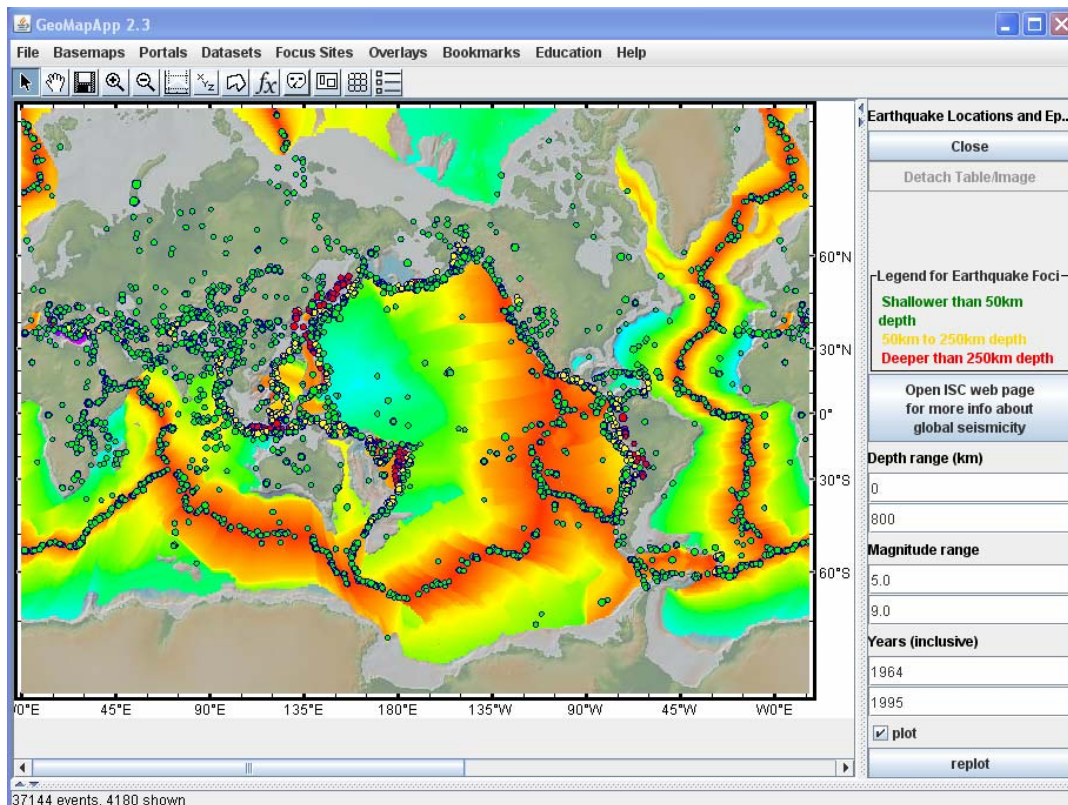 GeoMapApp 2.3
File Basemaps Portals Datasets Focus Sites Overlays Bookmarks Education Help
XYZ fx
Earthquake Locations and Ep..
Close
Detach Table/Image
Legend for Earthquake Foci
Shallower than 50km
depth
50km to 250km depth
Deeper than 250km depth
Open ISC web page
for more info about
global seismicity
Depth range (km)
0
800
Magnitude range
5.0
9.0
Years (inclusive)
1964
1995
plot
replot
60°N
30°N
0°
30°S
60°S
0°E 45°E 90°E 135°E 180°E 135°W 90°W 45°W W0°E
37144 events, 4180 shown